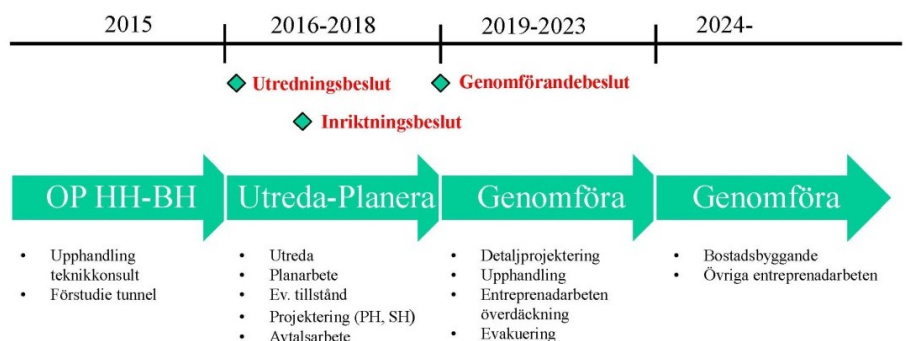 2015
2016-2018
2019-2023
2024-
Utredningsbeslut
Genomförandebeslut
Inriktningsbeslut
OP HH-BH
Utreda-Planera
Genomföra
Genomföra
• Upphandling
teknikkonsult
• Förstudie tunnel
• Utreda
• Planarbete
• Ev. tillstånd
• Projektering (PH, SH)
• Avtalsarbete
• Detaljprojektering
• Upphandling
• Entreprenadarbeten
överdäckning
• Evakuering
• Bostadsbyggande
• Övriga entreprenadarbeten